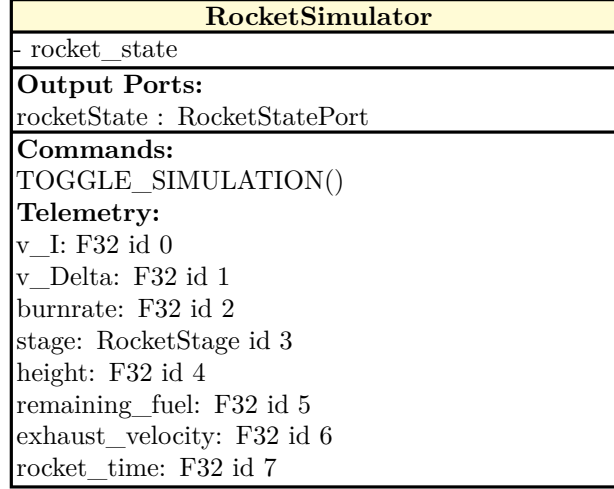 RocketSimulator
- rocket_state
Output Ports:
rocketState : RocketStatePort
Commands:
TOGGLE_SIMULATION()
Telemetry:
v_I: F32 id 0
v_Delta: F32 id 1
burnrate: F32 id 2
stage: RocketStage id 3
height: F32 id 4
remaining_fuel: F32 id 5
exhaust_velocity: F32 id 6
rocket_time: F32 id 7